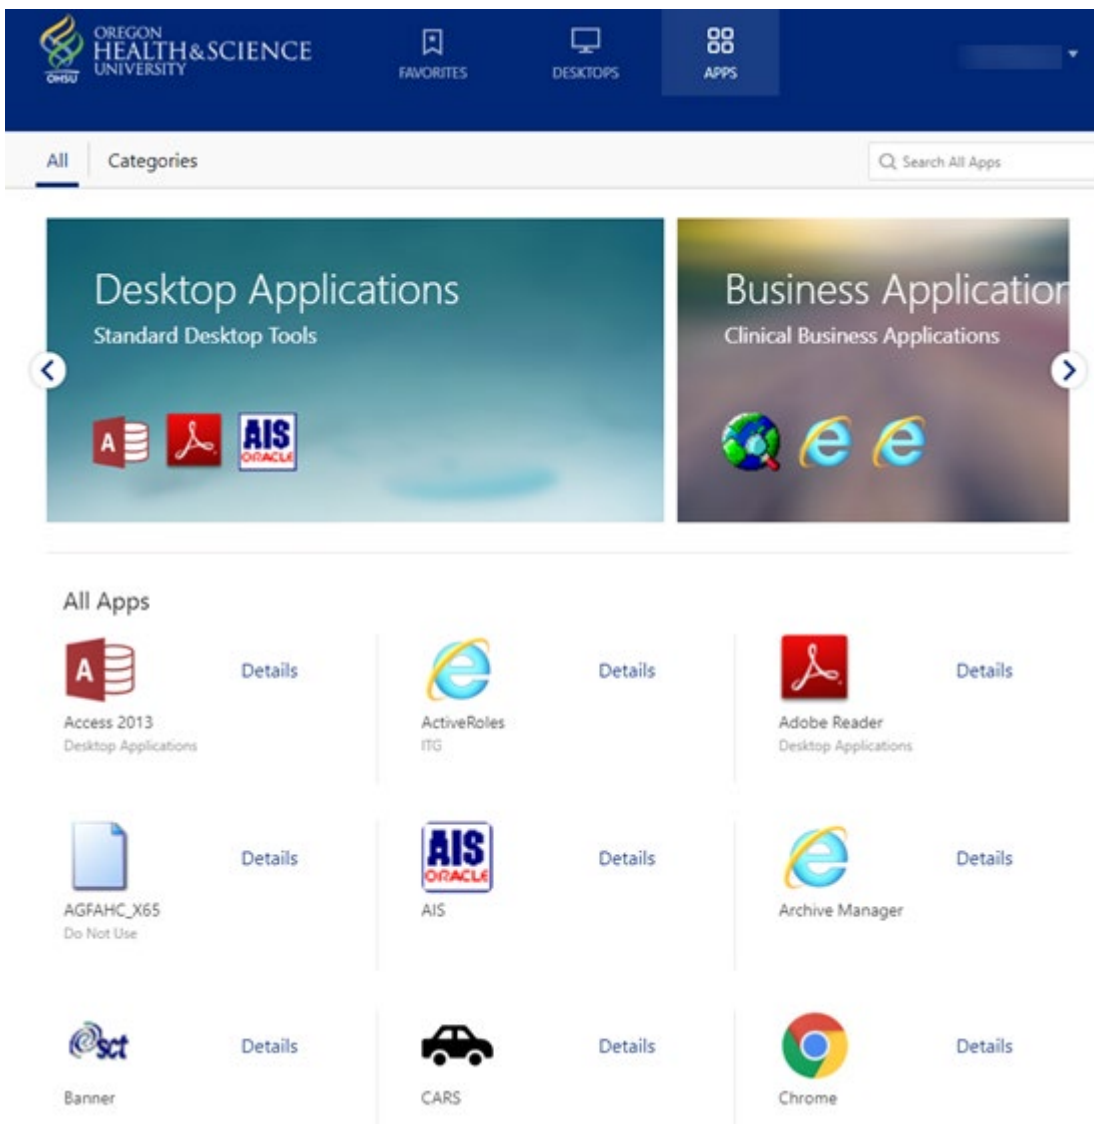 OREGON
HEALTH&SCIENCE
UNIVERSITY
OHSU
FAVORITES
DESKTOPS
APPS
All
Categories
Search All Apps
Desktop Applications
Standard Desktop Tools
A
AIS
ORACLE
Business Application
Clinical Business Applications
All Apps
A
Details
Access 2013
Desktop Applications
Details
ActiveRoles
ITG
Details
Adobe Reader
Desktop Applications
Details
AGFAHC_X65
Do Not Use
AIS
ORACLE
Details
AIS
Details
Archive Manager
sct
Details
Banner
Details
CARS
Details
Chrome